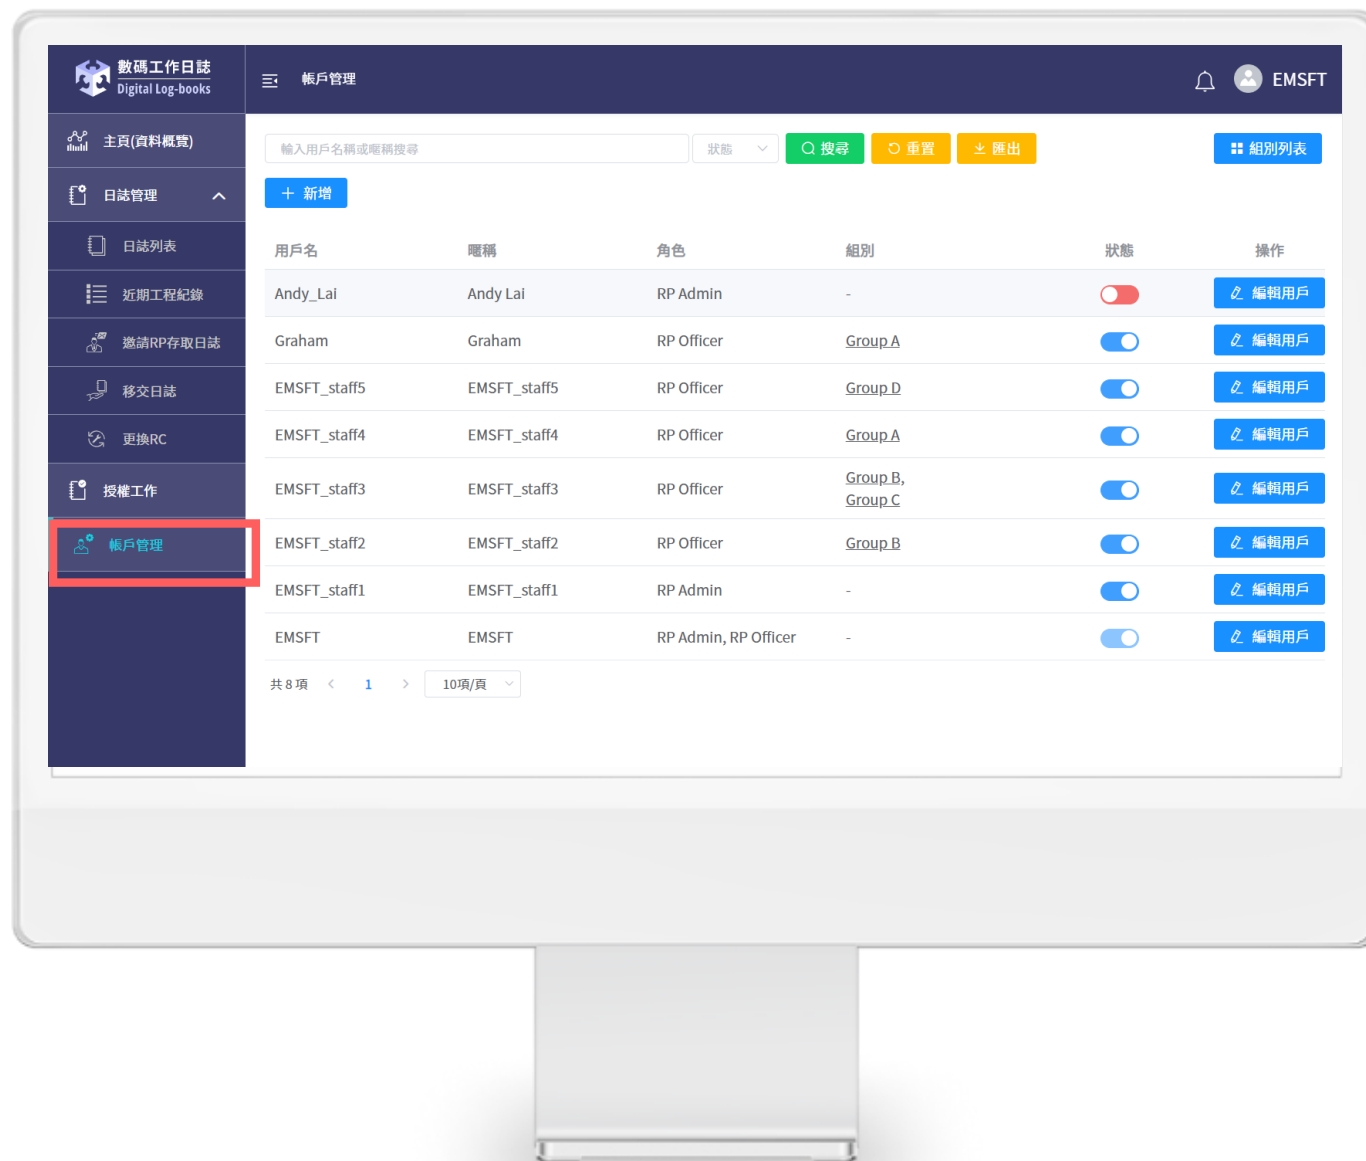 數碼工作日誌
Digital Log-books
帳戶管理
EMSFT
主頁(資料概覽)
日誌管理
日誌列表
近期工程紀錄
邀請RP存取日誌
移交日誌
更換RC
授權工作
帳戶管理
輸入用戶名稱或暱稱搜尋
狀態
搜尋
重置
匯出
組別列表
新增
用戶名 暱稱 角色 組別 狀態 操作
Andy_Lai Andy Lai RP Admin - 編輯用戶
Graham Graham RP Officer Group A 編輯用戶
EMSFT_staff5 EMSFT_staff5 RP Officer Group D 編輯用戶
EMSFT_staff4 EMSFT_staff4 RP Officer Group A 編輯用戶
EMSFT_staff3 EMSFT_staff3 RP Officer Group B, 編輯用戶
Group C
EMSFT_staff2 EMSFT_staff2 RP Officer Group B 編輯用戶
EMSFT_staff1 EMSFT_staff1 RP Admin - 編輯用戶
EMSFT EMSFT RP Admin, RP Officer - 編輯用戶
共 8 項 < 1 > 10項/頁